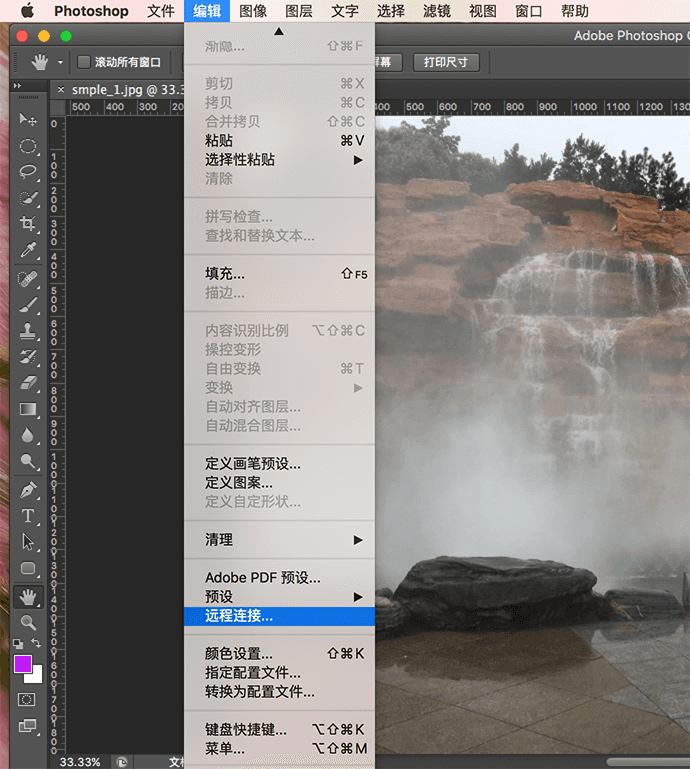 Photoshop 文件 编辑 图像 图层 文字 选择 滤镜 视图 窗口 帮助
Adobe Photoshop
滚动所有窗口 屏幕 打印尺寸
smple_1.jpg @ 33.3
500 400 300 200 400 500 600 700 800 900 1000 1100 1200 1300
渐隐... ⇧⌘F
剪切 ⌘X
拷贝 ⌘C
合并拷贝 ⇧⌘C
粘贴 ⌘V
选择性粘贴
清除
拼写检查...
查找和替换文本...
填充... ⇧F5
描边...
内容识别比例 ⌥⇧⌘C
操控变形
自由变换 ⌘T
变换
自动对齐图层...
自动混合图层...
定义画笔预设...
定义图案...
定义自定形状...
清理
Adobe PDF 预设...
预设
远程连接...
颜色设置... ⇧⌘K
指定配置文件...
转换为配置文件...
键盘快捷键... ⌥⇧⌘K
菜单... ⌥⇧⌘M
33.33% 文